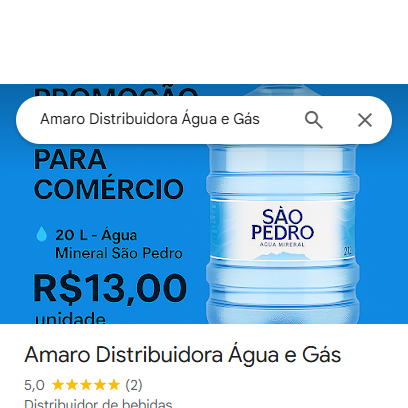 PROMOÇÃO
Amaro Distribuidora Água e Gás
PARA
COMÉRCIO
20 L - Água
Mineral São Pedro
R$13,00
unidade
SÃO
PEDRO
ÁGUA MINERAL
Amaro Distribuidora Água e Gás
5,0 ★★★★★ (2)
Distribuidor de bebidas